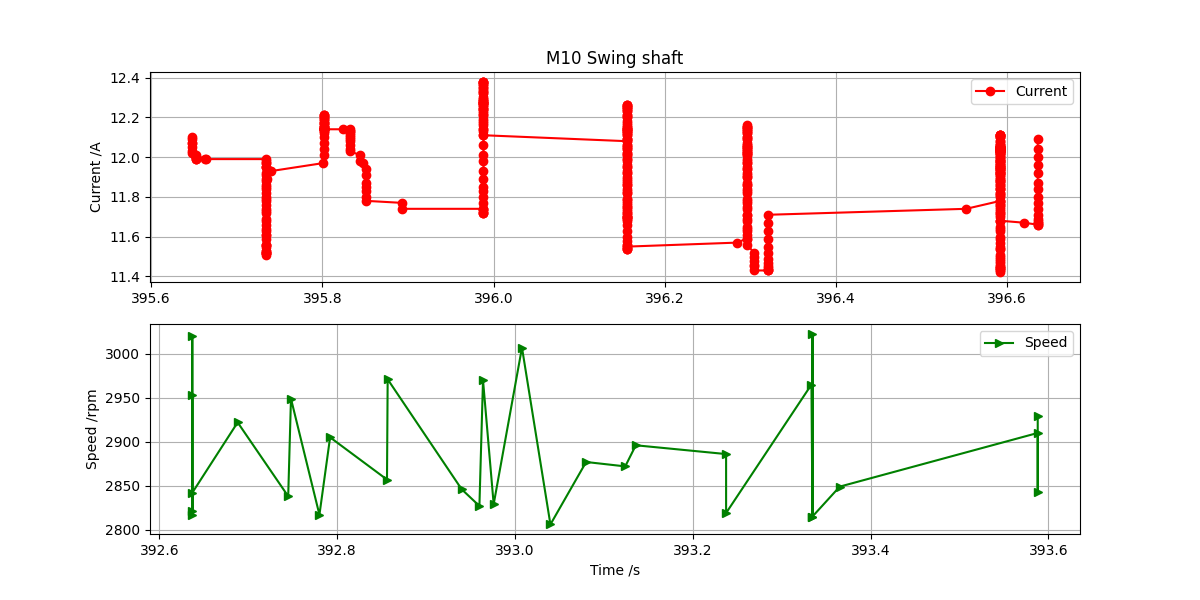 M10 Swing shaft
12.4
12.2
12.0
11.8
11.6
11.4
Current /A
Current
395.6 395.8 396.0 396.2 396.4 396.6
3000
2950
2900
2850
2800
Speed /rpm
Speed
392.6 392.8 393.0 393.2 393.4 393.6
Time /s